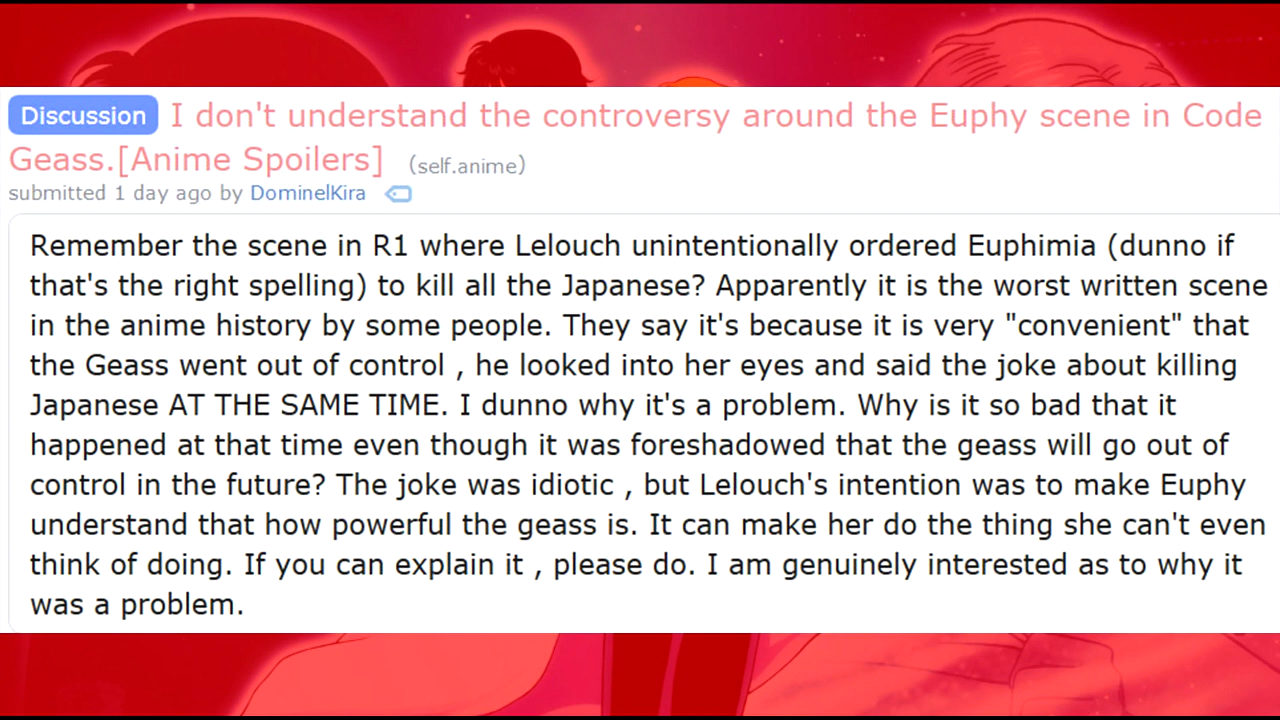 Discussion I don't understand the controversy around the Euphy scene in Code
Geass.[Anime Spoilers] (self.anime)
submitted 1 day ago by DominelKira
Remember the scene in R1 where Lelouch unintentionally ordered Euphimia (dunno if
that's the right spelling) to kill all the Japanese? Apparently it is the worst written scene
in the anime history by some people. They say it's because it is very "convenient" that
the Geass went out of control , he looked into her eyes and said the joke about killing
Japanese AT THE SAME TIME. I dunno why it's a problem. Why is it so bad that it
happened at that time even though it was foreshadowed that the geass will go out of
control in the future? The joke was idiotic , but Lelouch's intention was to make Euphy
understand that how powerful the geass is. It can make her do the thing she can't even
think of doing. If you can explain it , please do. I am genuinely interested as to why it
was a problem.